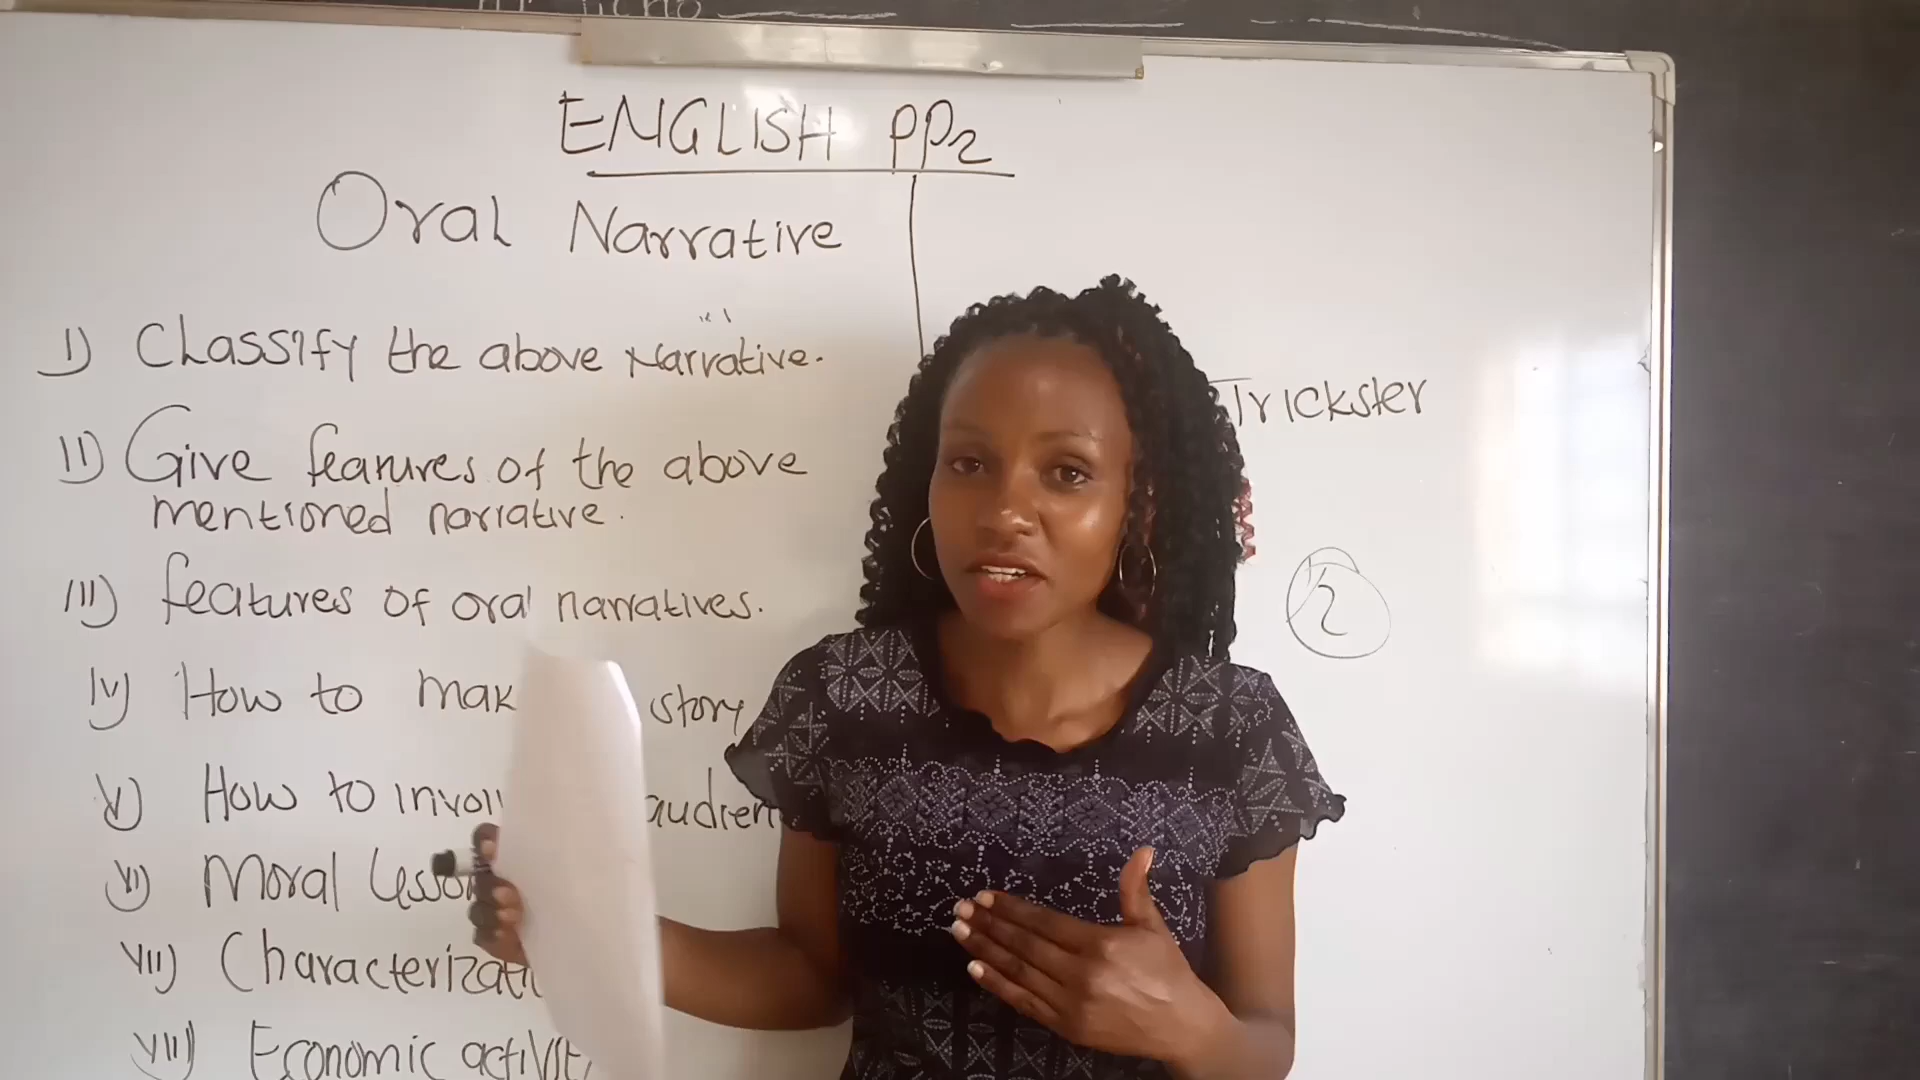 ENGLISH PP2
Oral Narrative
I) Classify the above Narrative.
II) Give features of the above
mentioned narrative.
III) features of oral narratives.
IV) How to story
V) How to
VI) Moral
VII)
VIII) Economic
Trickster
2